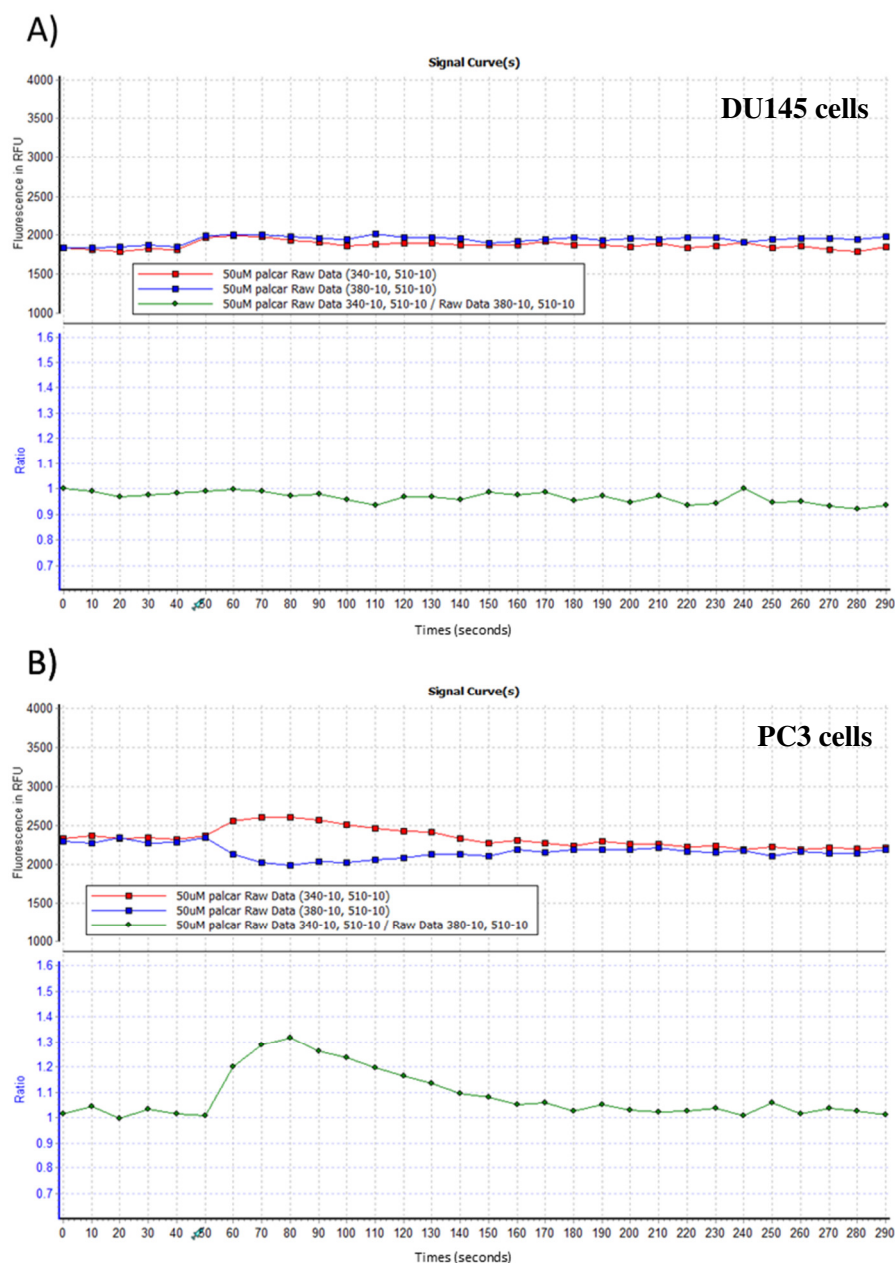 A)
Signal Curve(s)
DU145 cells
4000
3500
3000
2500
2000
1500
1000
Fluorescence in RFU
50uM palcar Raw Data (340-10, 510-10)
50uM palcar Raw Data (380-10, 510-10)
50uM palcar Raw Data 340-10, 510-10 / Raw Data 380-10, 510-10
1.6
1.5
1.4
1.3
1.2
1.1
1
0.9
0.8
0.7
Ratio
0 10 20 30 40 50 60 70 80 90 100 110 120 130 140 150 160 170 180 190 200 210 220 230 240 250 260 270 280 290
Times (seconds)
B)
Signal Curve(s)
PC3 cells
4000
3500
3000
2500
2000
1500
1000
Fluorescence in RFU
50uM palcar Raw Data (340-10, 510-10)
50uM palcar Raw Data (380-10, 510-10)
50uM palcar Raw Data 340-10, 510-10 / Raw Data 380-10, 510-10
1.6
1.5
1.4
1.3
1.2
1.1
1
0.9
0.8
0.7
Ratio
0 10 20 30 40 50 60 70 80 90 100 110 120 130 140 150 160 170 180 190 200 210 220 230 240 250 260 270 280 290
Times (seconds)